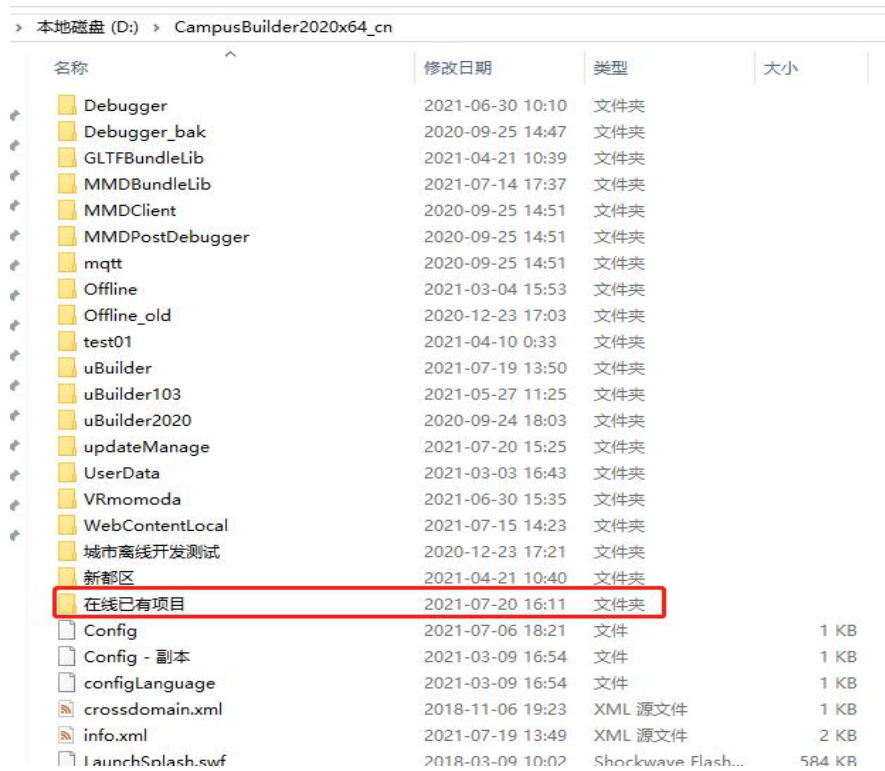 › 本地磁盘 (D:) › CampusBuilder2020x64_cn
名称 修改日期 类型 大小
Debugger 2021-06-30 10:10 文件夹
Debugger_bak 2020-09-25 14:47 文件夹
GLTFBundleLib 2021-04-21 10:39 文件夹
MMDBundleLib 2021-07-14 17:37 文件夹
MMDClient 2020-09-25 14:51 文件夹
MMDPostDebugger 2020-09-25 14:51 文件夹
mqtt 2020-09-25 14:51 文件夹
Offline 2021-03-04 15:53 文件夹
Offline_old 2020-12-23 17:03 文件夹
test01 2021-04-10 0:33 文件夹
uBuilder 2021-07-19 13:50 文件夹
uBuilder103 2021-05-27 11:25 文件夹
uBuilder2020 2020-09-24 18:03 文件夹
updateManage 2021-07-20 15:25 文件夹
UserData 2021-03-03 16:43 文件夹
VRmomoda 2021-06-30 15:35 文件夹
WebContentLocal 2021-07-15 14:23 文件夹
城市离线开发测试 2020-12-23 17:21 文件夹
新都区 2021-04-21 10:40 文件夹
在线已有项目 2021-07-20 16:11 文件夹
Config 2021-07-06 18:21 文件 1 KB
Config - 副本 2021-03-09 16:54 文件 1 KB
configLanguage 2021-03-09 16:54 文件 1 KB
crossdomain.xml 2018-11-06 19:23 XML 源文件 1 KB
info.xml 2021-07-19 13:49 XML 源文件 2 KB
LaunchSplash.swf 2018-03-09 10:02 Shockwave Flash... 584 KB